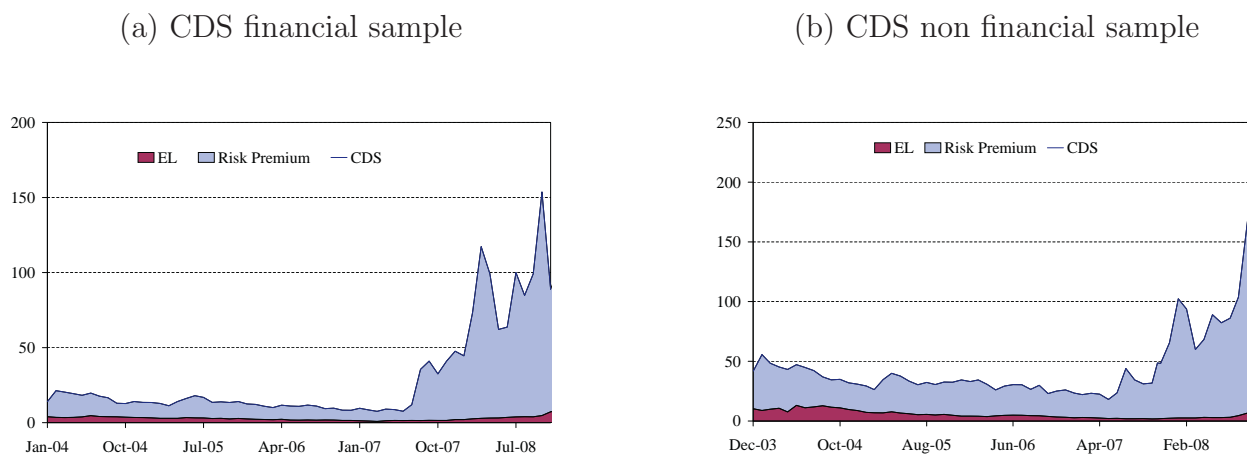 (a) CDS financial sample
(b) CDS non financial sample
200
EL Risk Premium CDS
150
100
50
0
Jan-04 Oct-04 Jul-05 Apr-06 Jan-07 Oct-07 Jul-08
250
EL Risk Premium CDS
200
150
100
50
0
Dec-03 Oct-04 Aug-05 Jun-06 Apr-07 Feb-08